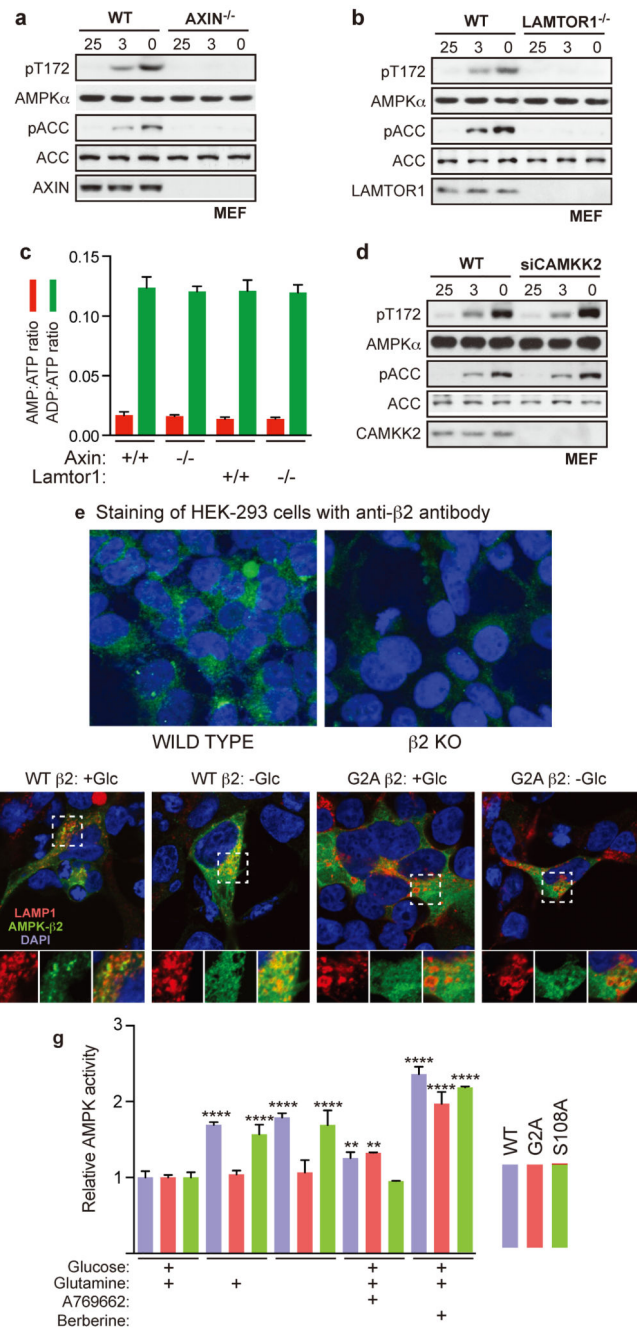 a
WT AXIN-/-
25 3 0 25 3 0
pT172
AMPKα
pACC
ACC
AXIN
MEF
b
WT LAMTOR1-/-
25 3 0 25 3 0
pT172
AMPKα
pACC
ACC
LAMTOR1
MEF
c
AMP:ATP ratio
ADP:ATP ratio
0.15
0.10
0.05
0.00
Axin: +/+ -/-
Lamtor1: +/+ -/-
d
WT siCAMKK2
25 3 0 25 3 0
pT172
AMPKα
pACC
ACC
CAMKK2
MEF
e Staining of HEK-293 cells with anti-β2 antibody
WILD TYPE β2 KO
WT β2: +Glc WT β2: -Glc G2A β2: +Glc G2A β2: -Glc
LAMP1
AMPK-β2
DAPI
g
Relative AMPK activity
3
2
1
0
**** **** **** **** ** ** **** **** ****
WT
G2A
S108A
Glucose: + + +
Glutamine: + + + +
A769662: +
Berberine: +